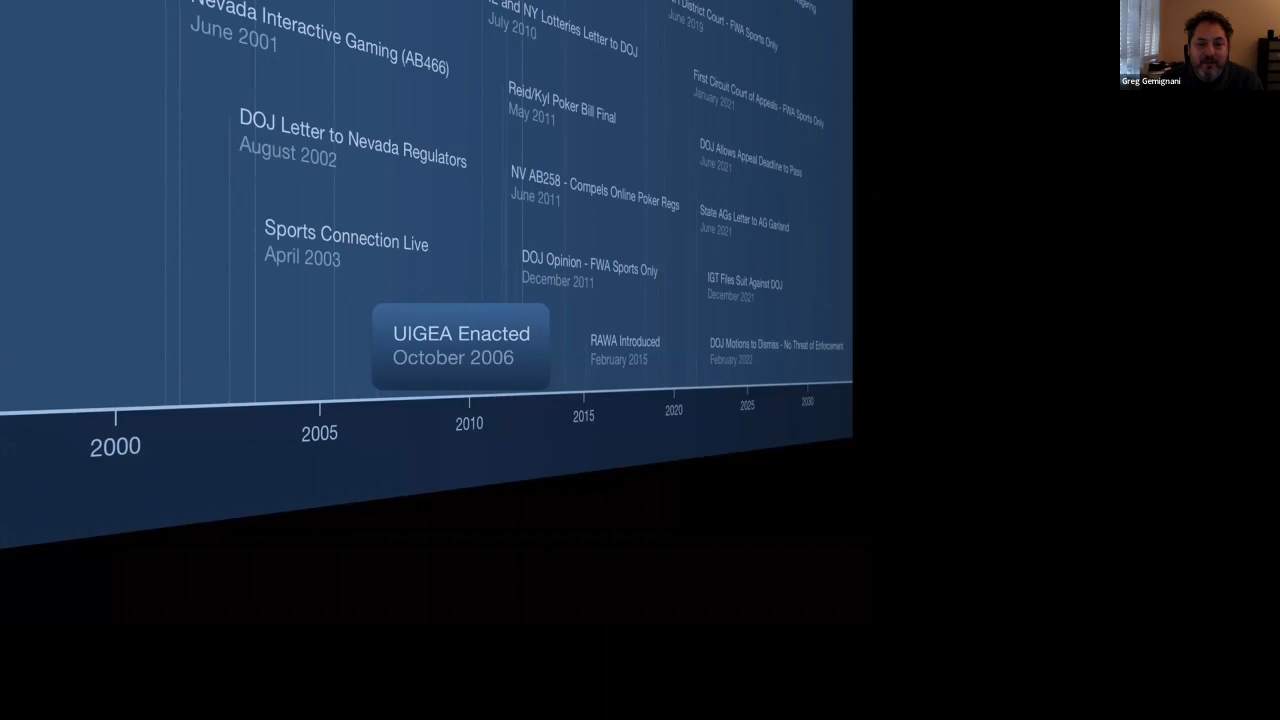 Nevada Interactive Gaming (AB466)
June 2001
DOJ Letter to Nevada Regulators
August 2002
Sports Connection Live
April 2003
UIGEA Enacted
October 2006
and NY Lotteries Letter to DOJ
July 2010
Reid/Kyl Poker Bill Final
May 2011
NV AB258 - Compels Online Poker Regs
June 2011
DOJ Opinion - FWA Sports Only
December 2011
RAWA Introduced
February 2015
District Court - FWA Sports Only
June 2019
First Circuit Court of Appeals - FWA Sports Only
January 2021
DOJ Allows Appeal Deadline to Pass
June 2021
State AGs Letter to AG Garland
June 2021
IGT Files Suit Against DOJ
December 2021
DOJ Motions to Dismiss - No Threat of Enforcement
February 2022
2000
2005
2010
2015
2020
2025
2030
Greg Gemignani